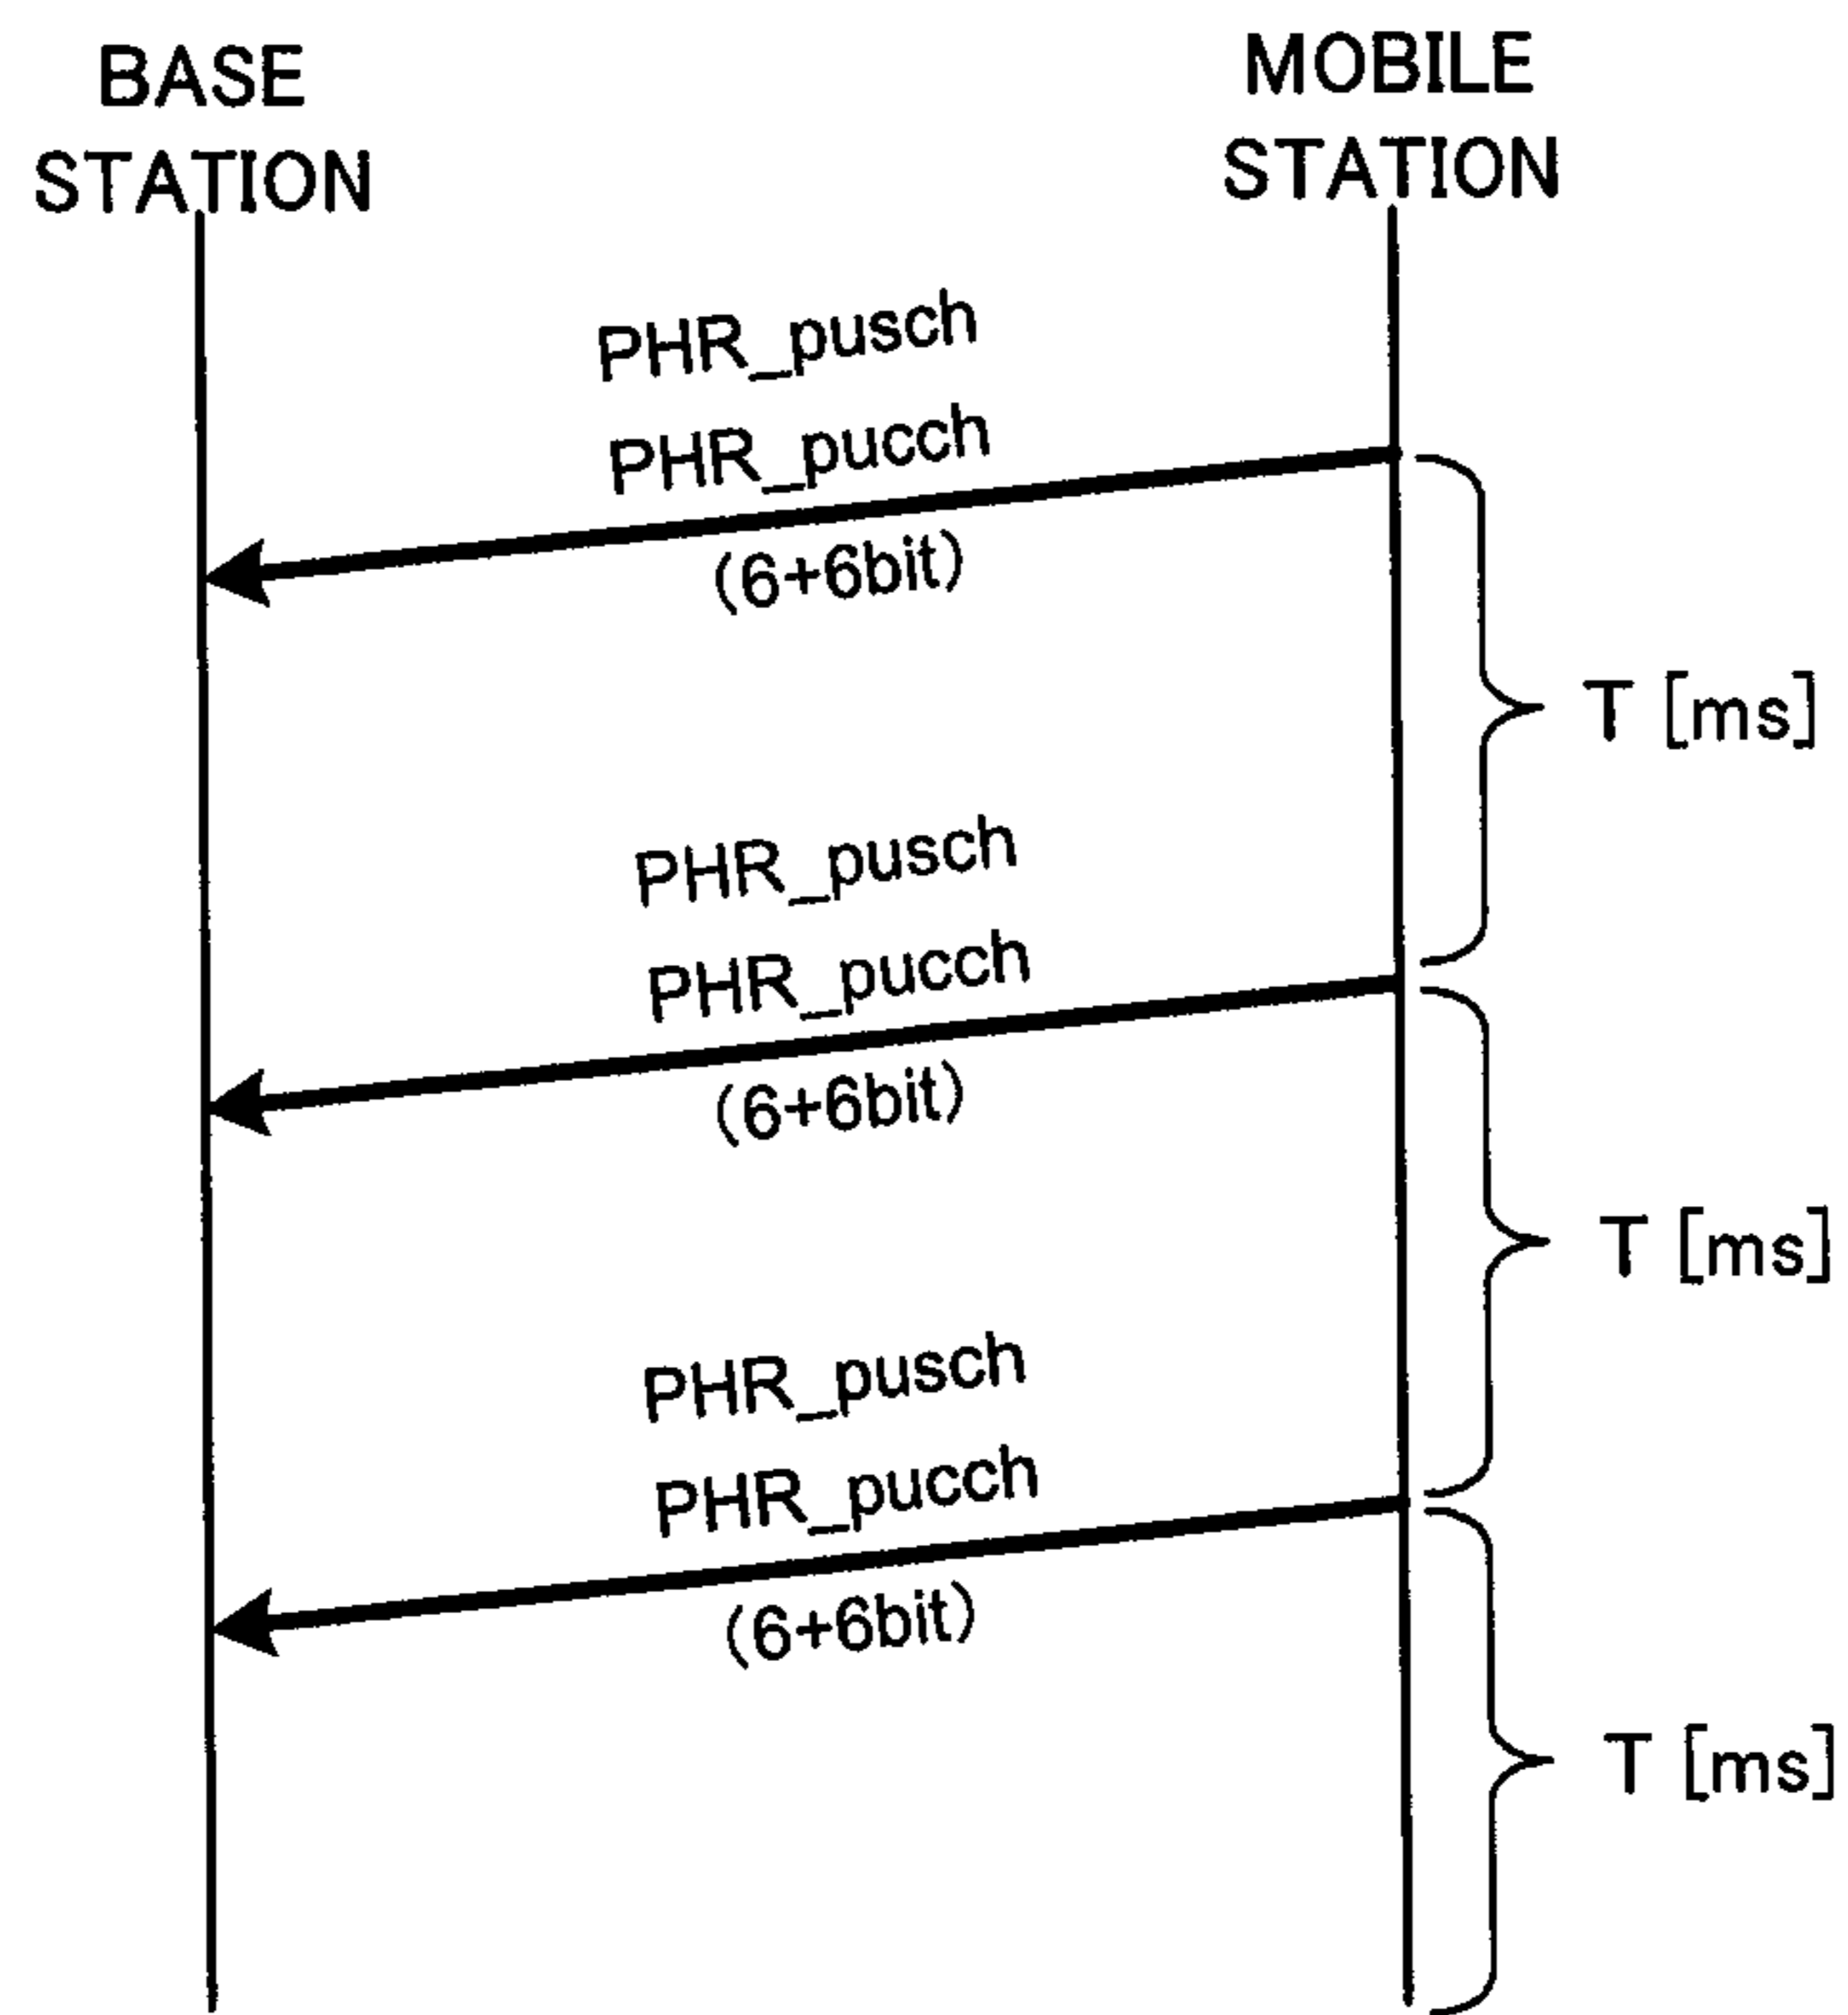 BASE
STATION
MOBILE
STATION
PHR_pusch
PHR_pucch
(6+6bit)
T [ms]
PHR_pusch
PHR_pucch
(6+6bit)
T [ms]
PHR_pusch
PHR_pucch
(6+6bit)
T [ms]